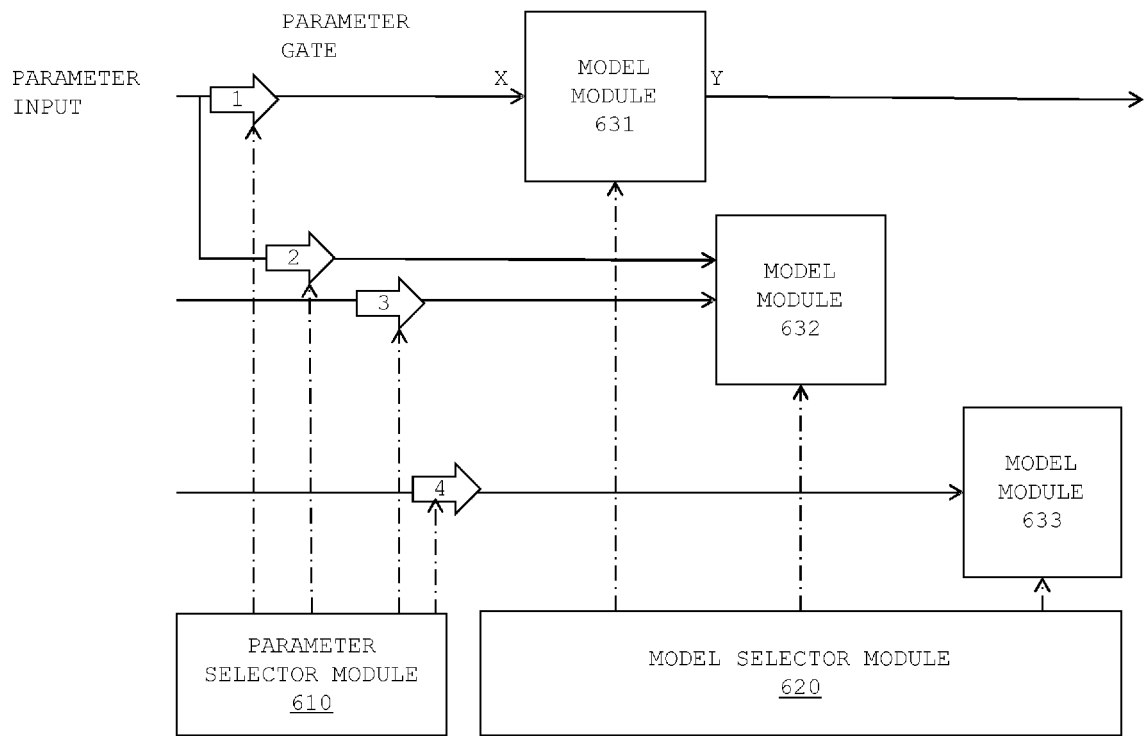 PARAMETER
GATE
PARAMETER
INPUT
1
X
MODEL
MODULE
631
Y
2
3
MODEL
MODULE
632
4
MODEL
MODULE
633
PARAMETER
SELECTOR MODULE
610
MODEL SELECTOR MODULE
620